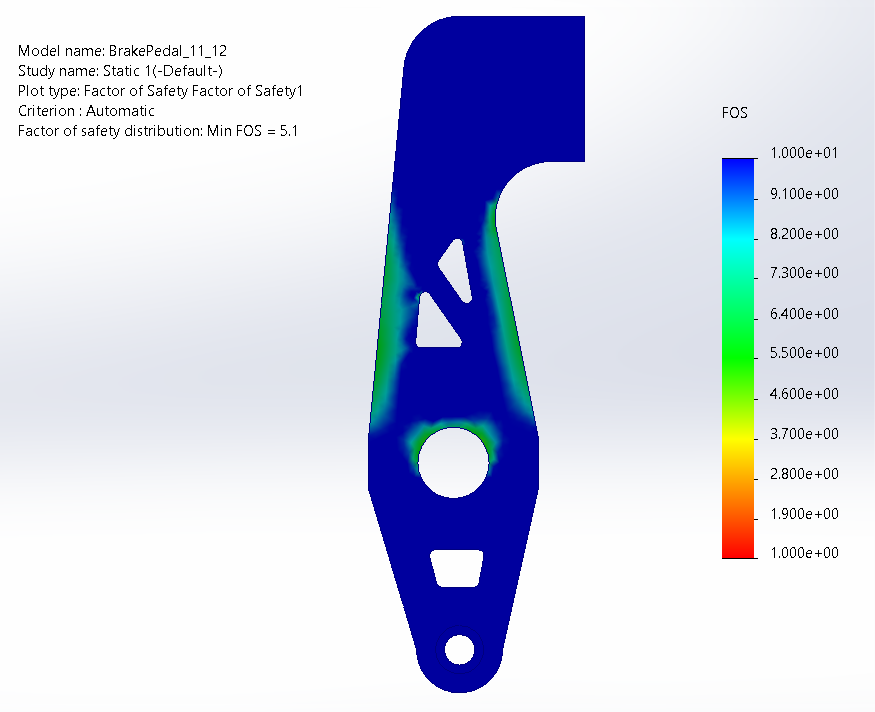 Model name: BrakePedal_11_12
Study name: Static 1(-Default-)
Plot type: Factor of Safety Factor of Safety1
Criterion : Automatic
Factor of safety distribution: Min FOS = 5.1
FOS
1.000e+01
9.100e+00
8.200e+00
7.300e+00
6.400e+00
5.500e+00
4.600e+00
3.700e+00
2.800e+00
1.900e+00
1.000e+00